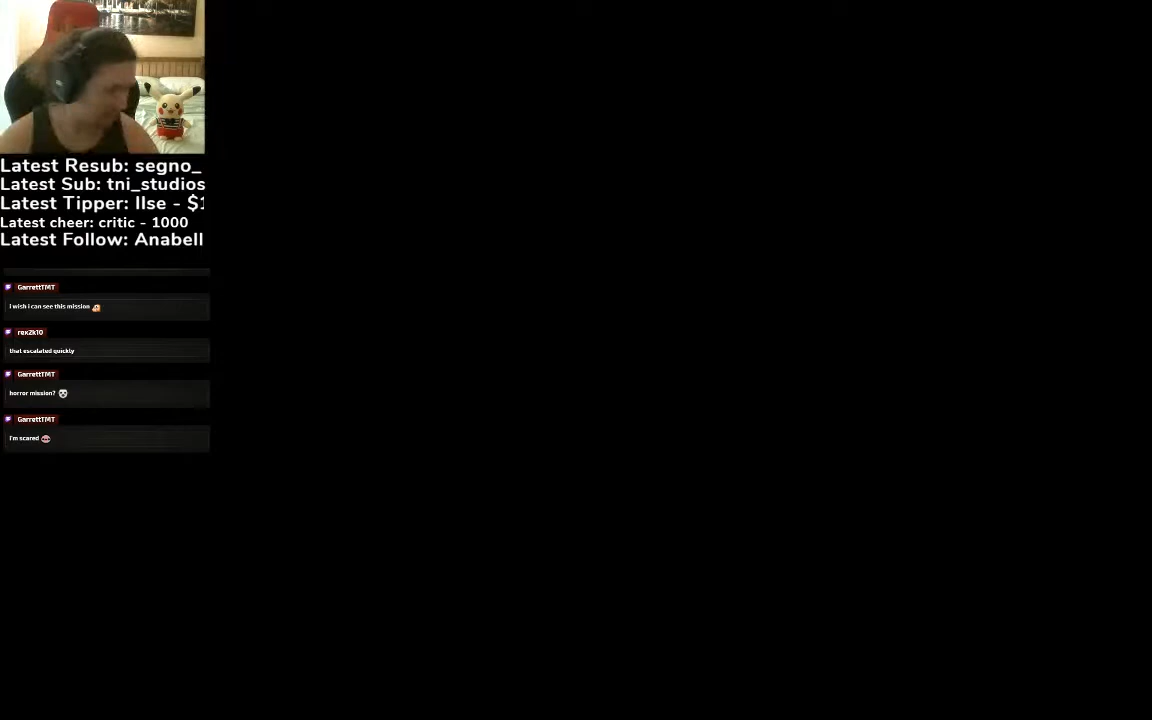 Latest Resub: segno_
Latest Sub: tni_studios
Latest Tipper: Ilse - $1
Latest cheer: critic - 1000
Latest Follow: Anabell
GarrettTMT
i wish i can see this mission
rex2k10
that escalated quickly
GarrettTMT
horror mission?
GarrettTMT
I'm scared